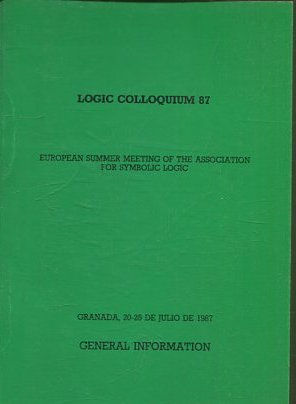 LOGIC COLLOQUIUM 87
EUROPEAN SUMMER MEETING OF THE ASSOCIATION
FOR SYMBOLIC LOGIC
GRANADA, 20-25 DE JULIO DE 1987
GENERAL INFORMATION